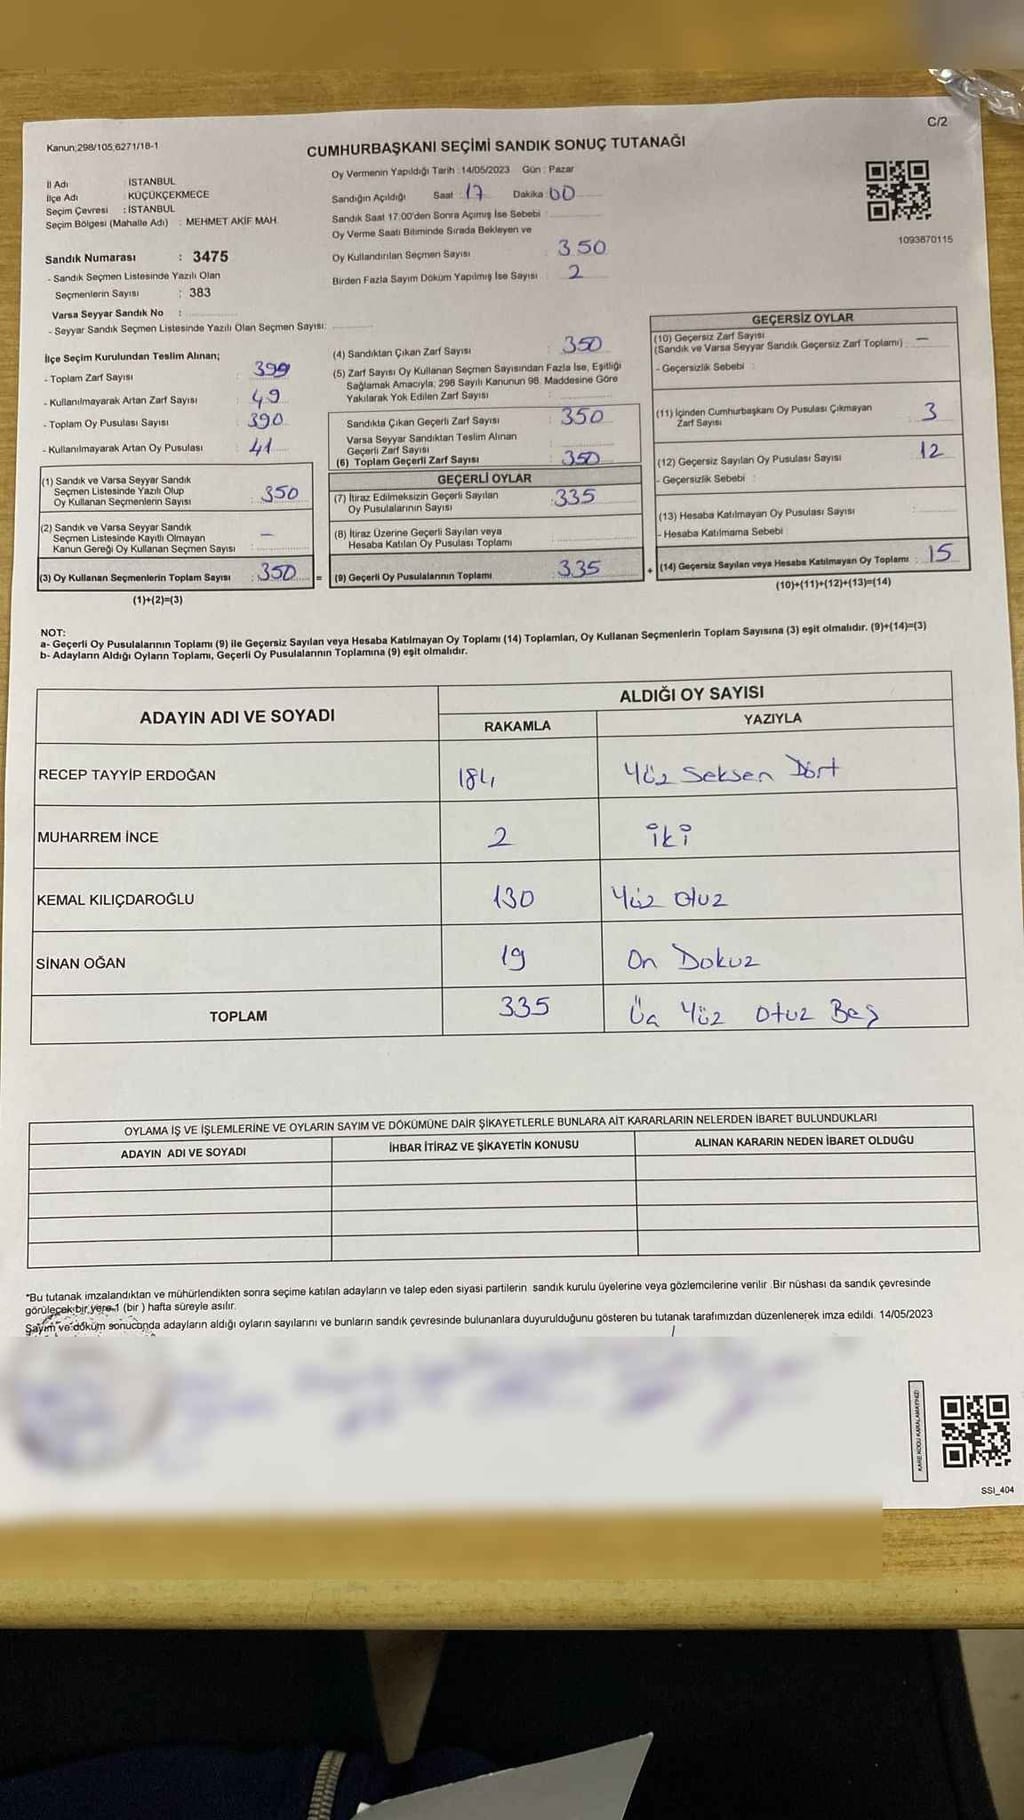 C/2
Kanun;298/105,6271/18-1
CUMHURBAŞKANI SEÇİMİ SANDIK SONUÇ TUTANAĞI
İl Adı : İSTANBUL
İlçe Adı : KÜÇÜKÇEKMECE
Seçim Çevresi : İSTANBUL
Seçim Bölgesi (Mahalle Adı) : MEHMET AKİF MAH.
Sandık Numarası : 3475
- Sandık Seçmen Listesinde Yazılı Olan
Seçmenlerin Sayısı : 383
Varsa Seyyar Sandık No :
- Seyyar Sandık Seçmen Listesinde Yazılı Olan Seçmen Sayısı:
Oy Vermenin Yapıldığı Tarih : 14/05/2023 Gün : Pazar
Sandığın Açıldığı Saat : 17 Dakika : 00
Sandık Saat 17.00'den Sonra Açımış İse Sebebi :
Oy Verme Saati Bitiminde Sırada Bekleyen ve
Oy Kullandırılan Seçmen Sayısı : 350
Birden Fazla Sayım Döküm Yapılmış İse Sayısı : 2
1093870115
İlçe Seçim Kurulundan Teslim Alınan;
- Toplam Zarf Sayısı : 399
- Kullanılmayarak Artan Zarf Sayısı : 49
- Toplam Oy Pusulası Sayısı : 390
- Kullanılmayarak Artan Oy Pusulası : 41
(1) Sandık ve Varsa Seyyar Sandık
Seçmen Listesinde Yazılı Olup
Oy Kullanan Seçmenlerin Sayısı : 350
(2) Sandık ve Varsa Seyyar Sandık
Seçmen Listesinde Kayıtlı Olmayan
Kanun Gereği Oy Kullanan Seçmen Sayısı : —
(3) Oy Kullanan Seçmenlerin Toplam Sayısı : 350 =
(1)+(2)=(3)
(4) Sandıktan Çıkan Zarf Sayısı : 350
(5) Zarf Sayısı Oy Kullanan Seçmen Sayısından Fazla İse, Eşitliği
Sağlamak Amacıyla; 298 Sayılı Kanunun 98. Maddesine Göre
Yakılarak Yok Edilen Zarf Sayısı :
Sandıkta Çıkan Geçerli Zarf Sayısı : 350
Varsa Seyyar Sandıktan Teslim Alınan
Geçerli Zarf Sayısı :
(6) Toplam Geçerli Zarf Sayısı : 350
GEÇERLİ OYLAR
(7) İtiraz Edilmeksizin Geçerli Sayılan
Oy Pusulalarının Sayısı : 335
(8) İtiraz Üzerine Geçerli Sayılan veya
Hesaba Katılan Oy Pusulası Toplamı :
(9) Geçerli Oy Pusulalarının Toplamı : 335 +
GEÇERSİZ OYLAR
(10) Geçersiz Zarf Sayısı
(Sandık ve Varsa Seyyar Sandık Geçersiz Zarf Toplamı) : —
- Geçersizlik Sebebi :
(11) İçinden Cumhurbaşkanı Oy Pusulası Çıkmayan
Zarf Sayısı : 3
(12) Geçersiz Sayılan Oy Pusulası Sayısı : 12
- Geçersizlik Sebebi :
(13) Hesaba Katılmayan Oy Pusulası Sayısı :
- Hesaba Katılmama Sebebi :
(14) Geçersiz Sayılan veya Hesaba Katılmayan Oy Toplamı : 15
(10)+(11)+(12)+(13)=(14)
NOT:
a- Geçerli Oy Pusulalarının Toplamı (9) ile Geçersiz Sayılan veya Hesaba Katılmayan Oy Toplamı (14) Toplamları, Oy Kullanan Seçmenlerin Toplam Sayısına (3) eşit olmalıdır. (9)+(14)=(3)
b- Adayların Aldığı Oyların Toplamı, Geçerli Oy Pusulalarının Toplamına (9) eşit olmalıdır.
ADAYIN ADI VE SOYADI ALDIĞI OY SAYISI
RAKAMLA YAZIYLA
RECEP TAYYİP ERDOĞAN 184 Yüz Seksen Dört
MUHARREM İNCE 2 iki
KEMAL KILIÇDAROĞLU 130 Yüz Otuz
SİNAN OĞAN 19 On Dokuz
TOPLAM 335 Üç Yüz Otuz Beş
OYLAMA İŞ VE İŞLEMLERİNE VE OYLARIN SAYIM VE DÖKÜMÜNE DAİR ŞİKAYETLERLE BUNLARA AİT KARARLARIN NELERDEN İBARET BULUNDUKLARI
ADAYIN ADI VE SOYADI İHBAR İTİRAZ VE ŞİKAYETİN KONUSU ALINAN KARARIN NEDEN İBARET OLDUĞU
*Bu tutanak imzalandıktan ve mühürlendikten sonra seçime katılan adayların ve talep eden siyasi partilerin sandık kurulu üyelerine veya gözlemcilerine verilir. Bir nüshası da sandık çevresinde
görülecek bir yere 1 (bir ) hafta süreyle asılır.
Sayım ve döküm sonucunda adayların aldığı oyların sayılarını ve bunların sandık çevresinde bulunanlara duyurulduğunu gösteren bu tutanak tarafımızdan düzenlenerek imza edildi. 14/05/2023
KARE KODU KARALAMAYINIZ!
SSI_404